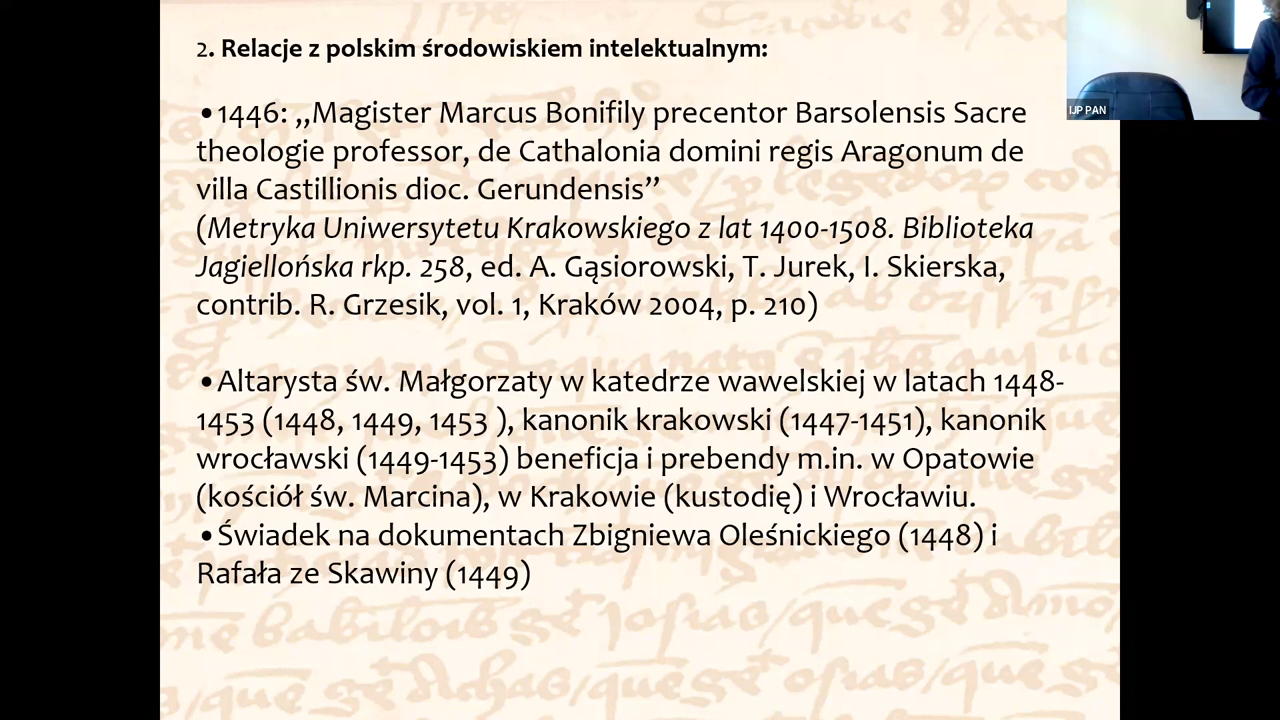 2. Relacje z polskim środowiskiem intelektualnym:
•1446: „Magister Marcus Bonifily precentor Barsolensis Sacre
theologie professor, de Cathalonia domini regis Aragonum de
villa Castillionis dioc. Gerundensis”
(Metryka Uniwersytetu Krakowskiego z lat 1400-1508. Biblioteka
Jagiellońska rkp. 258, ed. A. Gąsiorowski, T. Jurek, I. Skierska,
contrib. R. Grzesik, vol. 1, Kraków 2004, p. 210)
•Altarysta św. Małgorzaty w katedrze wawelskiej w latach 1448-
1453 (1448, 1449, 1453 ), kanonik krakowski (1447-1451), kanonik
wrocławski (1449-1453) beneficja i prebendy m.in. w Opatowie
(kościół św. Marcina), w Krakowie (kustodię) i Wrocławiu.
•Świadek na dokumentach Zbigniewa Oleśnickiego (1448) i
Rafała ze Skawiny (1449)
IJP PAN